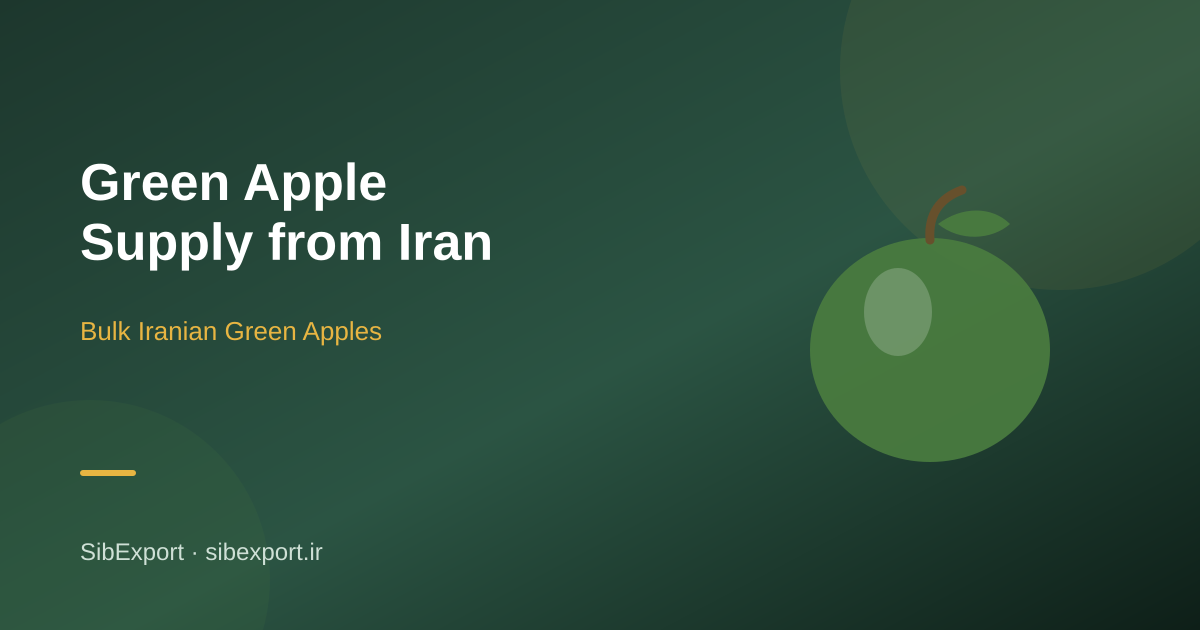 Green Apple
Supply from Iran
Bulk Iranian Green Apples
SibExport · sibexport.ir